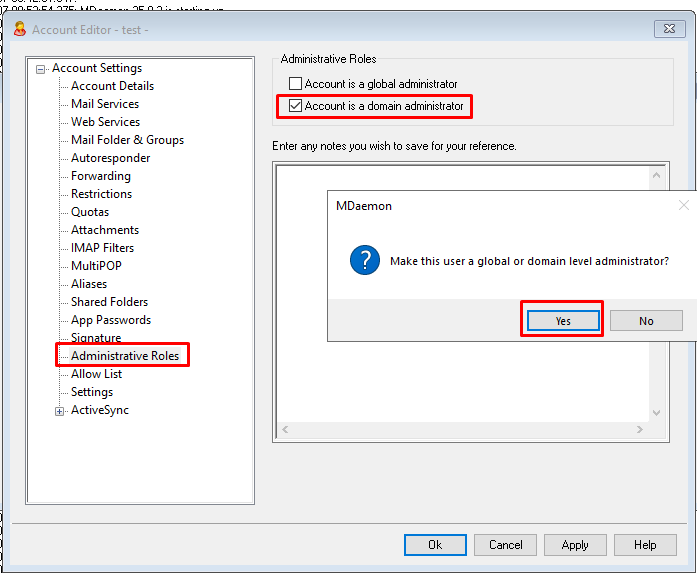 Account Editor - test -
Account Settings
Account Details
Mail Services
Web Services
Mail Folder & Groups
Autoresponder
Forwarding
Restrictions
Quotas
Attachments
IMAP Filters
MultiPOP
Aliases
Shared Folders
App Passwords
Signature
Administrative Roles
Allow List
Settings
ActiveSync
Administrative Roles
Account is a global administrator
Account is a domain administrator
Enter any notes you wish to save for your reference.
MDaemon
Make this user a global or domain level administrator?
Yes
No
Ok
Cancel
Apply
Help